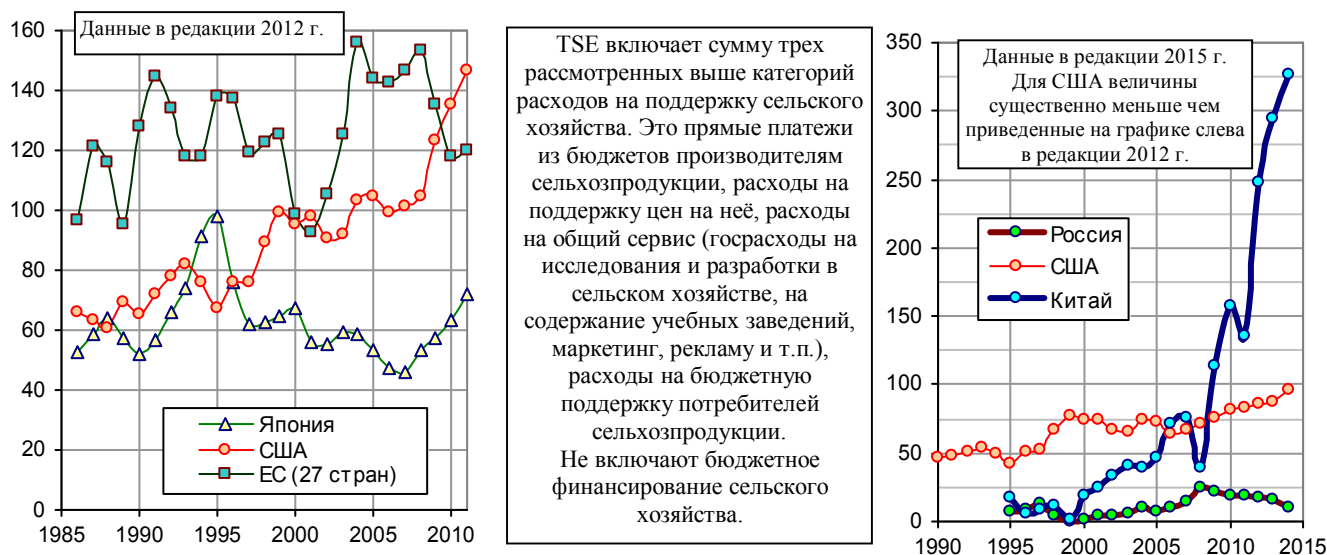 160
140
120
100
80
60
40
20
0
Данные в редакции 2012 г.
Япония
США
ЕС (27 стран)
1985 1990 1995 2000 2005 2010
TSE включает сумму трех
рассмотренных выше категорий
расходов на поддержку сельского
хозяйства. Это прямые платежи
из бюджетов производителям
сельхозпродукции, расходы на
поддержку цен на неё, расходы
на общий сервис (госрасходы на
исследования и разработки в
сельском хозяйстве, на
содержание учебных заведений,
маркетинг, рекламу и т.п.),
расходы на бюджетную
поддержку потребителей
сельхозпродукции.
Не включают бюджетное
финансирование сельского
хозяйства.
350
300
250
200
150
100
50
0
Данные в редакции 2015 г.
Для США величины
существенно меньше чем
приведенные на графике слева
в редакции 2012 г.
Россия
США
Китай
1990 1995 2000 2005 2010 2015